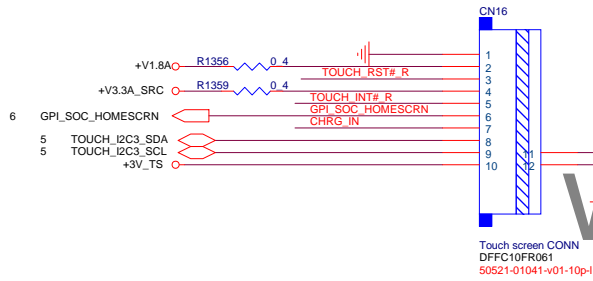 CN16
1
+V1.8A R1356 0_4 2
TOUCH_RST#_R 3
+V3.3A_SRC R1359 0_4 4
TOUCH_INT#_R 5
6 GPI_SOC_HOMESCRN GPI_SOC_HOMESCRN 6
CHRG_IN 7
5 TOUCH_I2C3_SDA 8
5 TOUCH_I2C3_SCL 9 11
+3V_TS 10 12
Touch screen CONN
DFFC10FR061
50521-01041-v01-10p-l